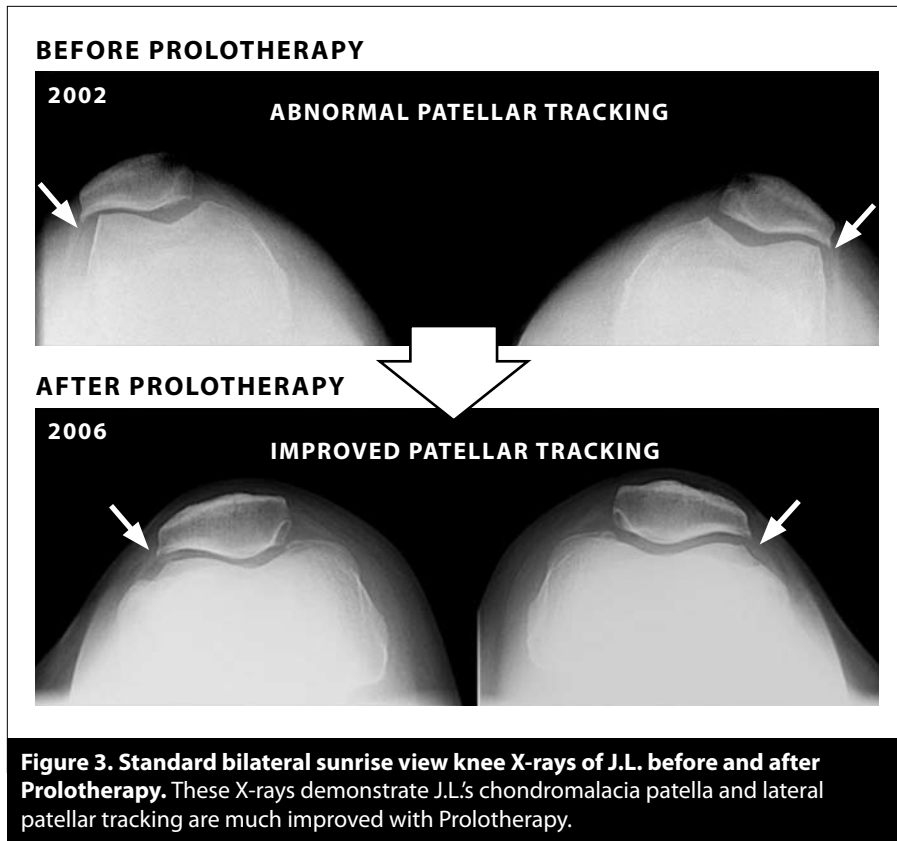 BEFORE PROLOTHERAPY
2002
ABNORMAL PATELLAR TRACKING
AFTER PROLOTHERAPY
2006
IMPROVED PATELLAR TRACKING
Figure 3. Standard bilateral sunrise view knee X-rays of J.L. before and after
Prolotherapy. These X-rays demonstrate J.L.'s chondromalacia patella and lateral
patellar tracking are much improved with Prolotherapy.